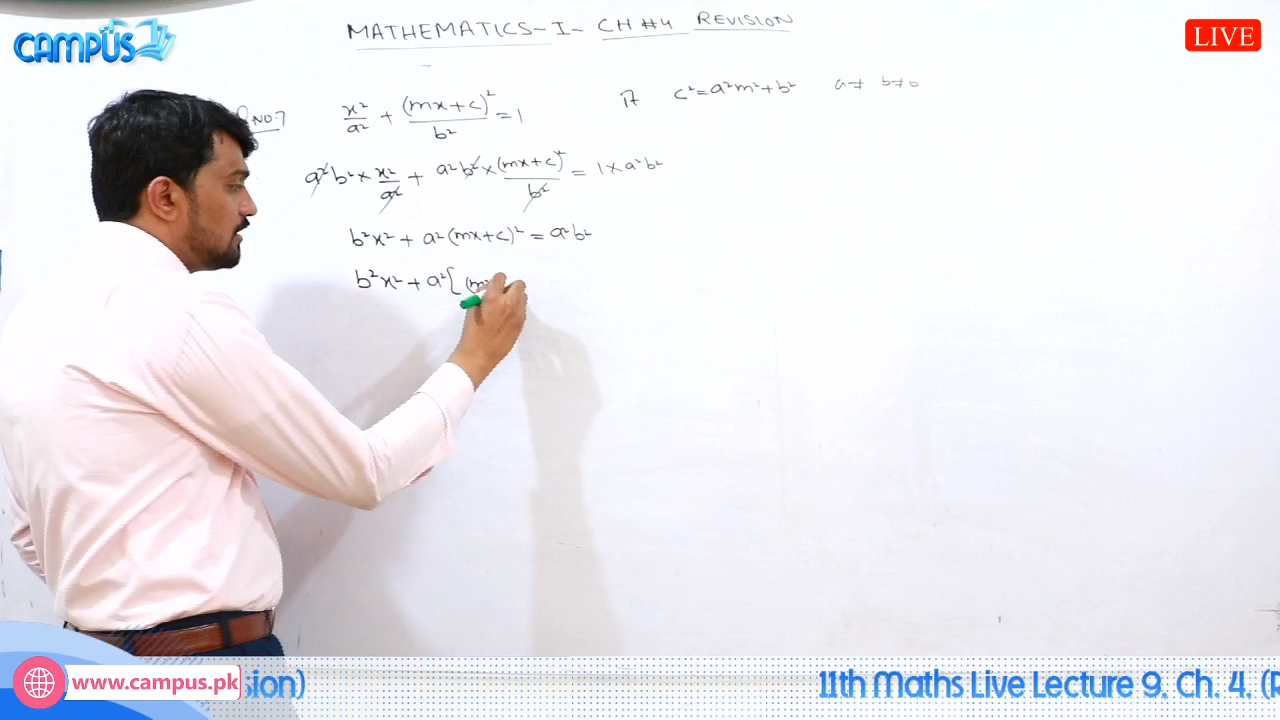 CAMPUS
LIVE
MATHEMATICS-I- CH #4 REVISION
Q NO:7 x²/a² + (mx+c)²/b² = 1 If c² = a²m² + b² a≠ b≠0
a²b² × x²/a² + a²b² × (mx+c)²/b² = 1 × a²b²
b²x² + a²(mx+c)² = a²b²
b²x² + a²[(m
www.campus.pk sion) 11th Maths Live Lecture 9, Ch. 4, (R